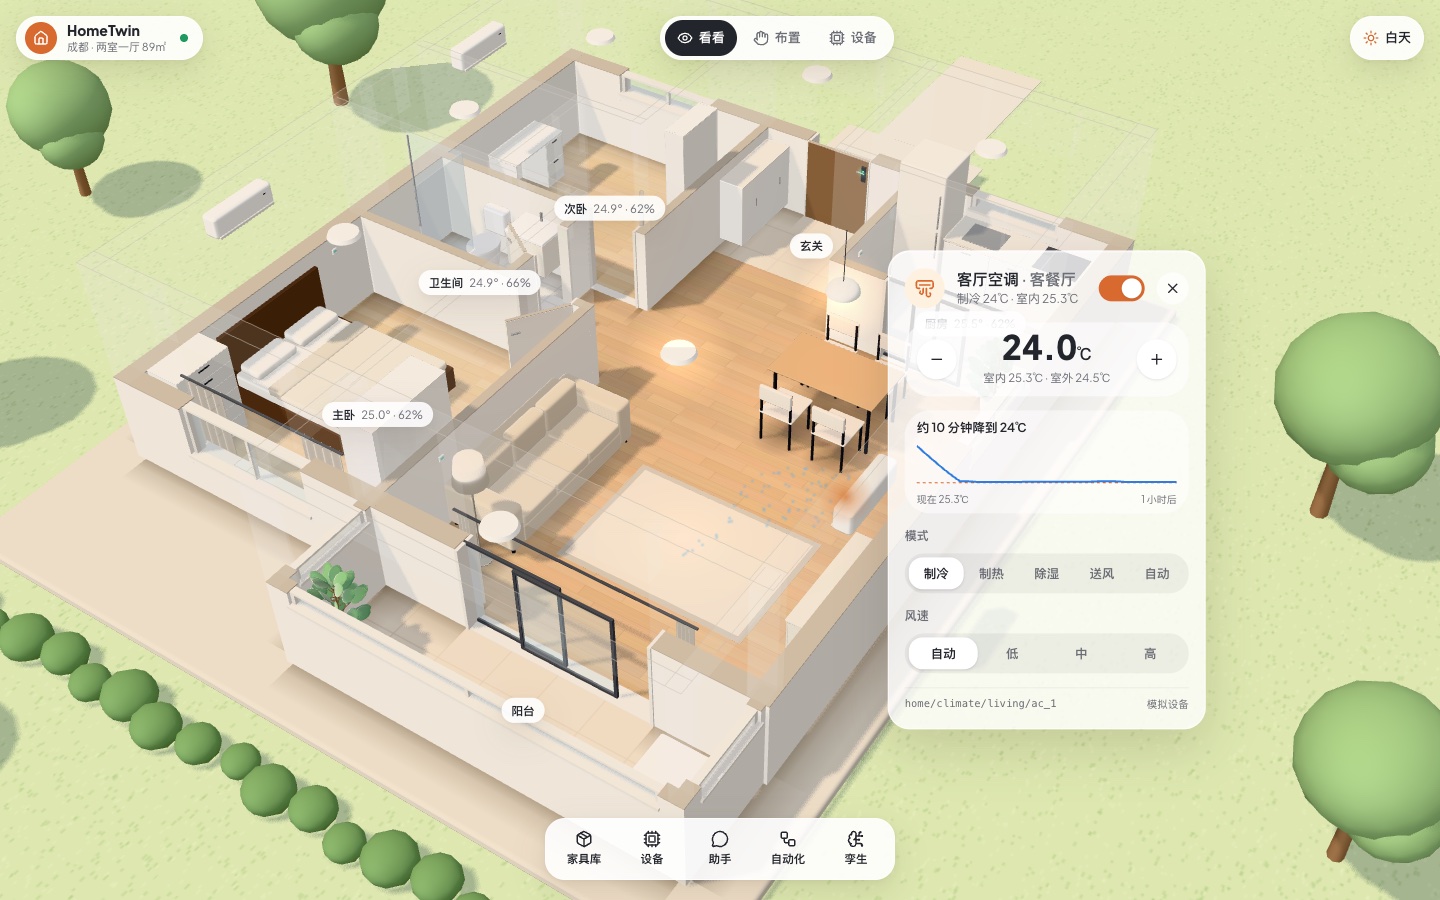 HomeTwin
成都 · 两室一厅 89㎡
看看
布置
设备
白天
次卧 24.9° · 62%
玄关
卫生间 24.9° · 66%
主卧 25.0° · 62%
阳台
客厅空调 · 客餐厅
制冷 24℃ · 室内 25.3℃
厨房 25.5° · 62%
− 24.0℃ +
室内 25.3℃ · 室外 24.5℃
约 10 分钟降到 24℃
现在 25.3℃
1 小时后
模式
制冷 制热 除湿 送风 自动
风速
自动 低 中 高
home/climate/living/ac_1
模拟设备
家具库
设备
助手
自动化
孪生